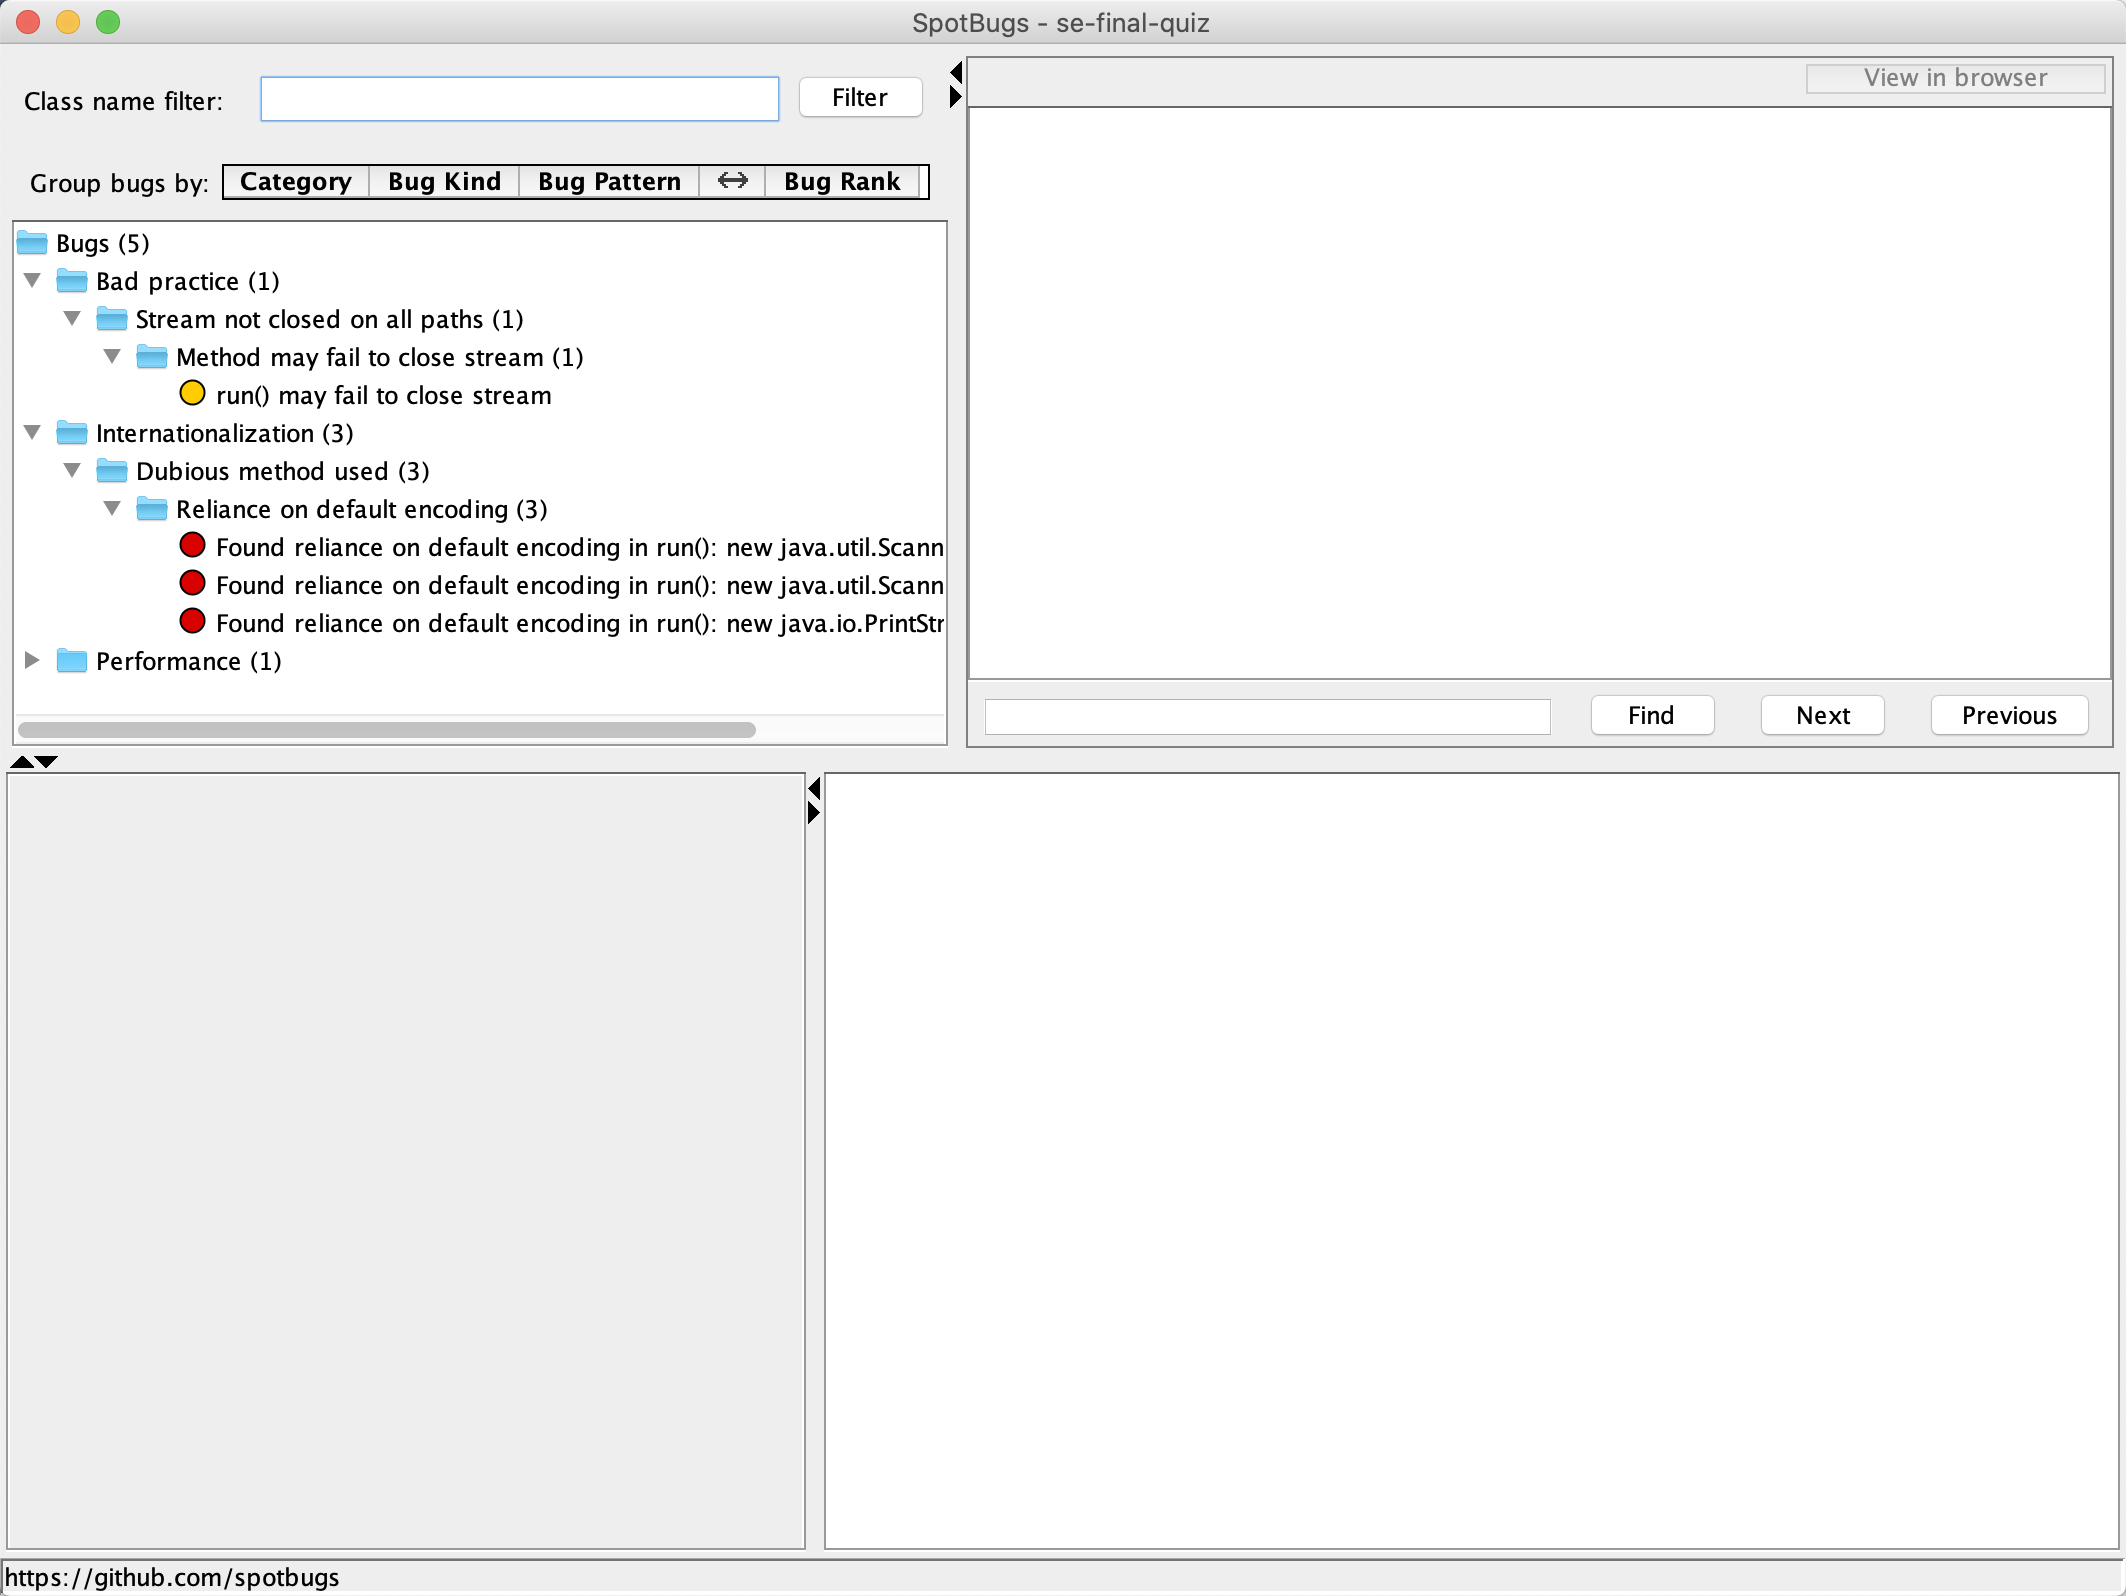 SpotBugs - se-final-quiz
Class name filter:
Filter
View in browser
Group bugs by:
Category
Bug Kind
Bug Pattern
Bug Rank
Bugs (5)
Bad practice (1)
Stream not closed on all paths (1)
Method may fail to close stream (1)
run() may fail to close stream
Internationalization (3)
Dubious method used (3)
Reliance on default encoding (3)
Found reliance on default encoding in run(): new java.util.Scann
Found reliance on default encoding in run(): new java.util.Scann
Found reliance on default encoding in run(): new java.io.PrintStr
Performance (1)
Find
Next
Previous
https://github.com/spotbugs